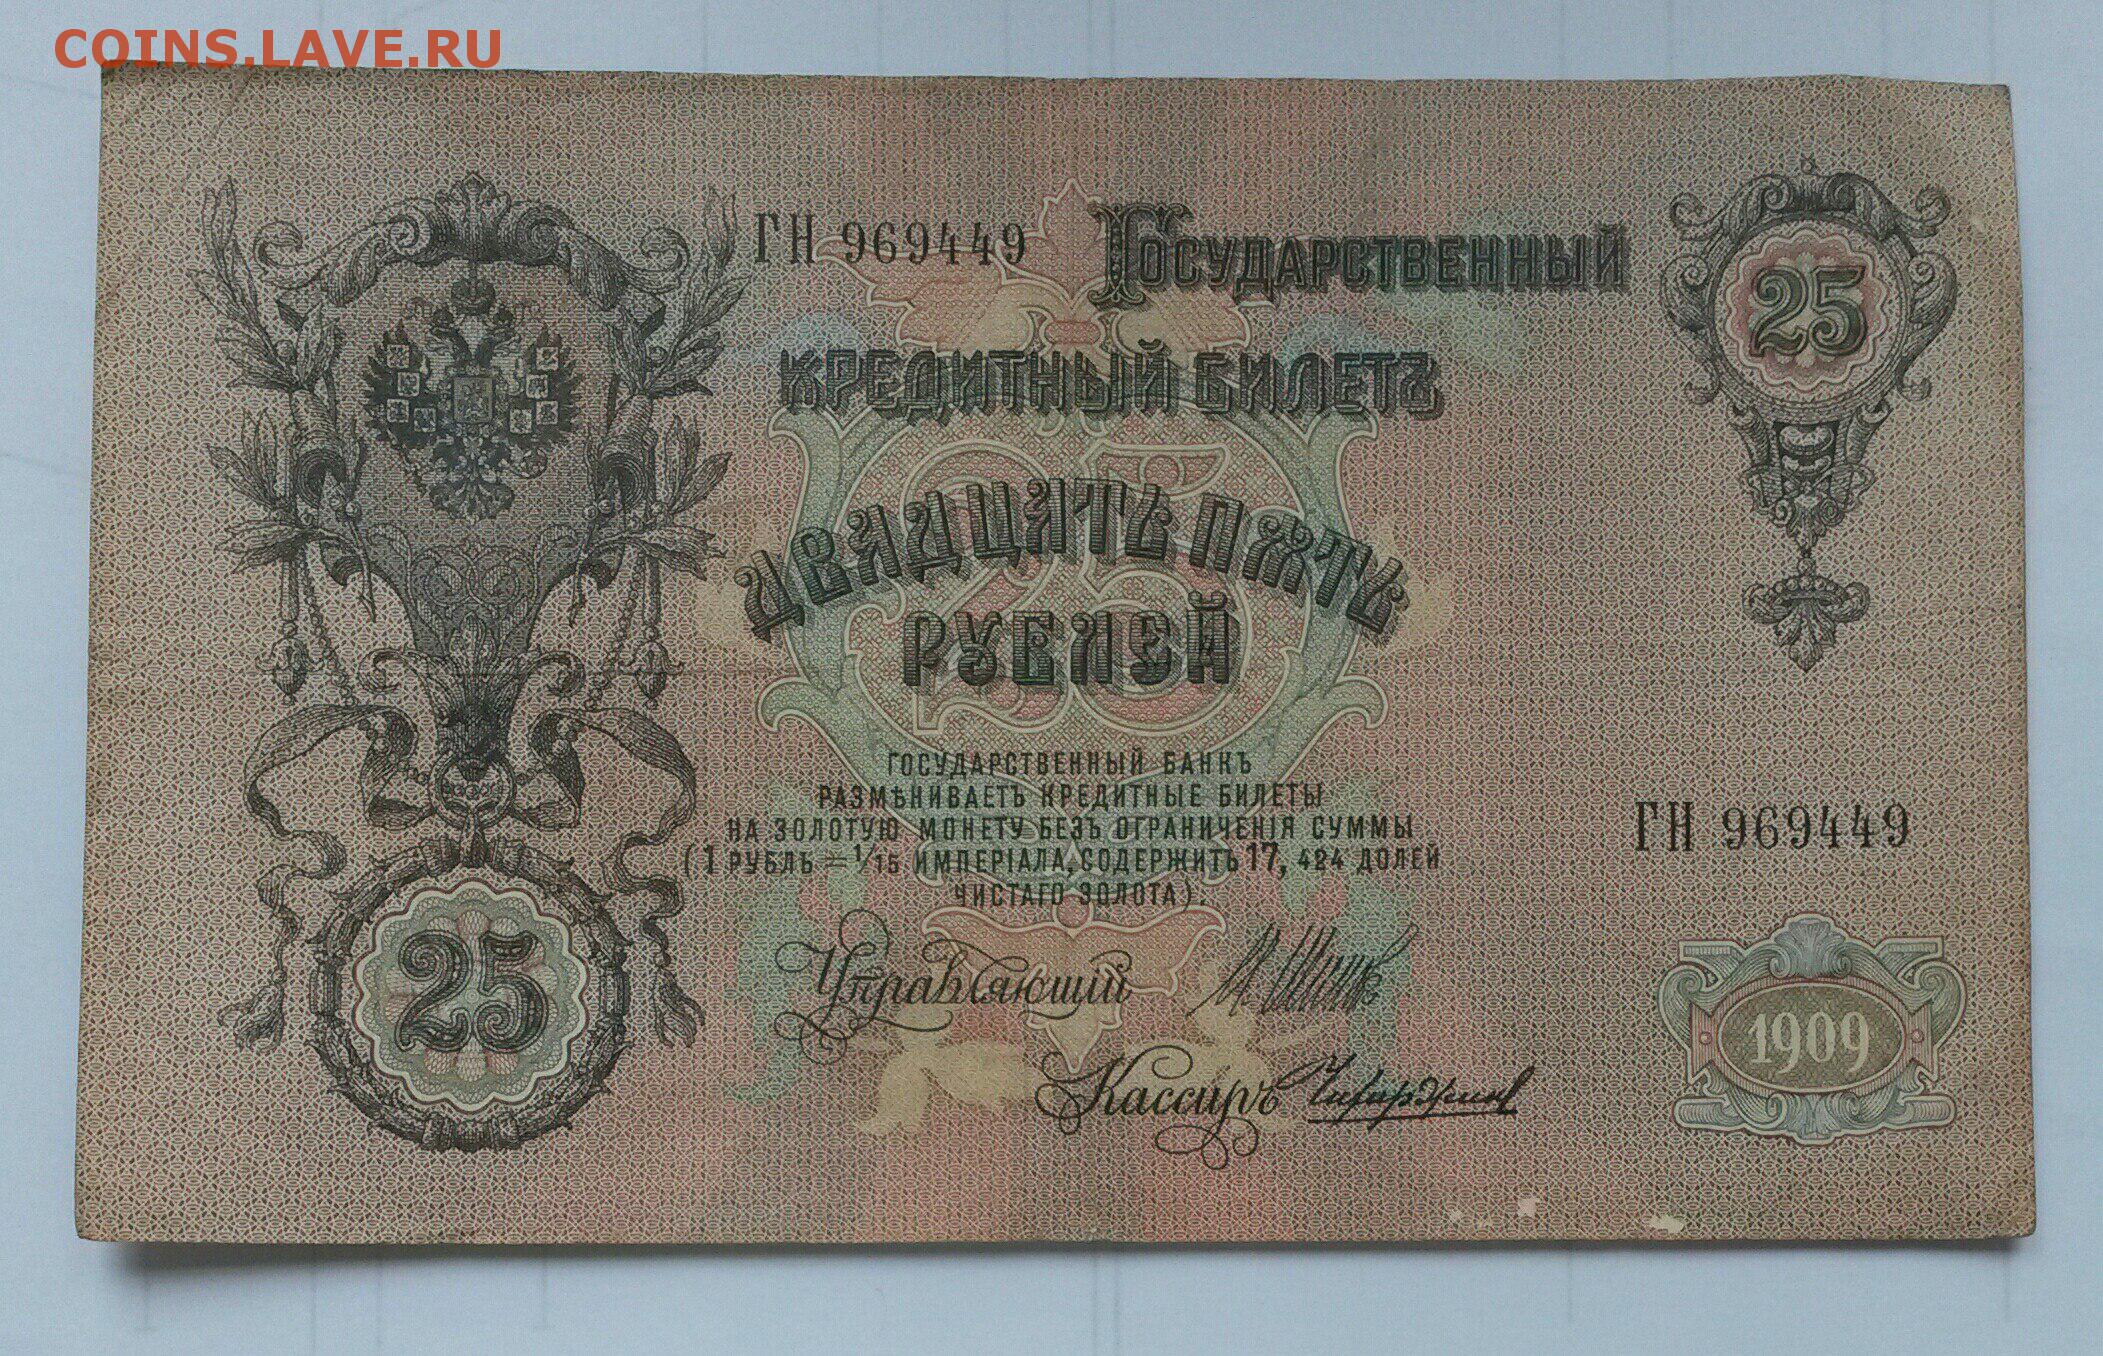 COINS.LAVE.RU
ГН 969449
ГОСУДАРСТВЕННЫЙ
25
КРЕДИТНЫЙ БИЛЕТЪ
ДВАДЦАТЬ ПЯТЬ
РУБЛЕЙ
25
ГОСУДАРСТВЕННЫЙ БАНКЪ
РАЗМѢНИВАЕТЪ КРЕДИТНЫЕ БИЛЕТЫ
НА ЗОЛОТУЮ МОНЕТУ БЕЗЪ ОГРАНИЧЕНІЯ СУММЫ
(1 РУБЛЬ = 1/15 ИМПЕРІАЛА, СОДЕРЖИТЪ 17, 424 ДОЛЕЙ
ЧИСТАГО ЗОЛОТА).
ГН 969449
25
Управляющій
Кассиръ
1909